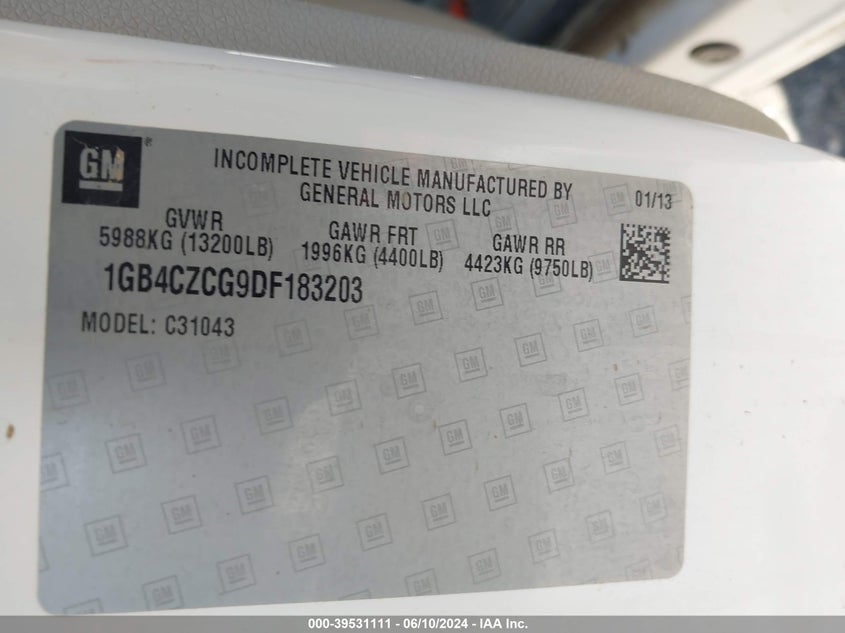 GM ®
INCOMPLETE VEHICLE MANUFACTURED BY
GENERAL MOTORS LLC
01/13
GVWR
5988KG (13200LB)
GAWR FRT
1996KG (4400LB)
GAWR RR
4423KG (9750LB)
1GB4CZCG9DF183203
MODEL: C31043
000-39531111 - 06/10/2024 - IAA Inc.